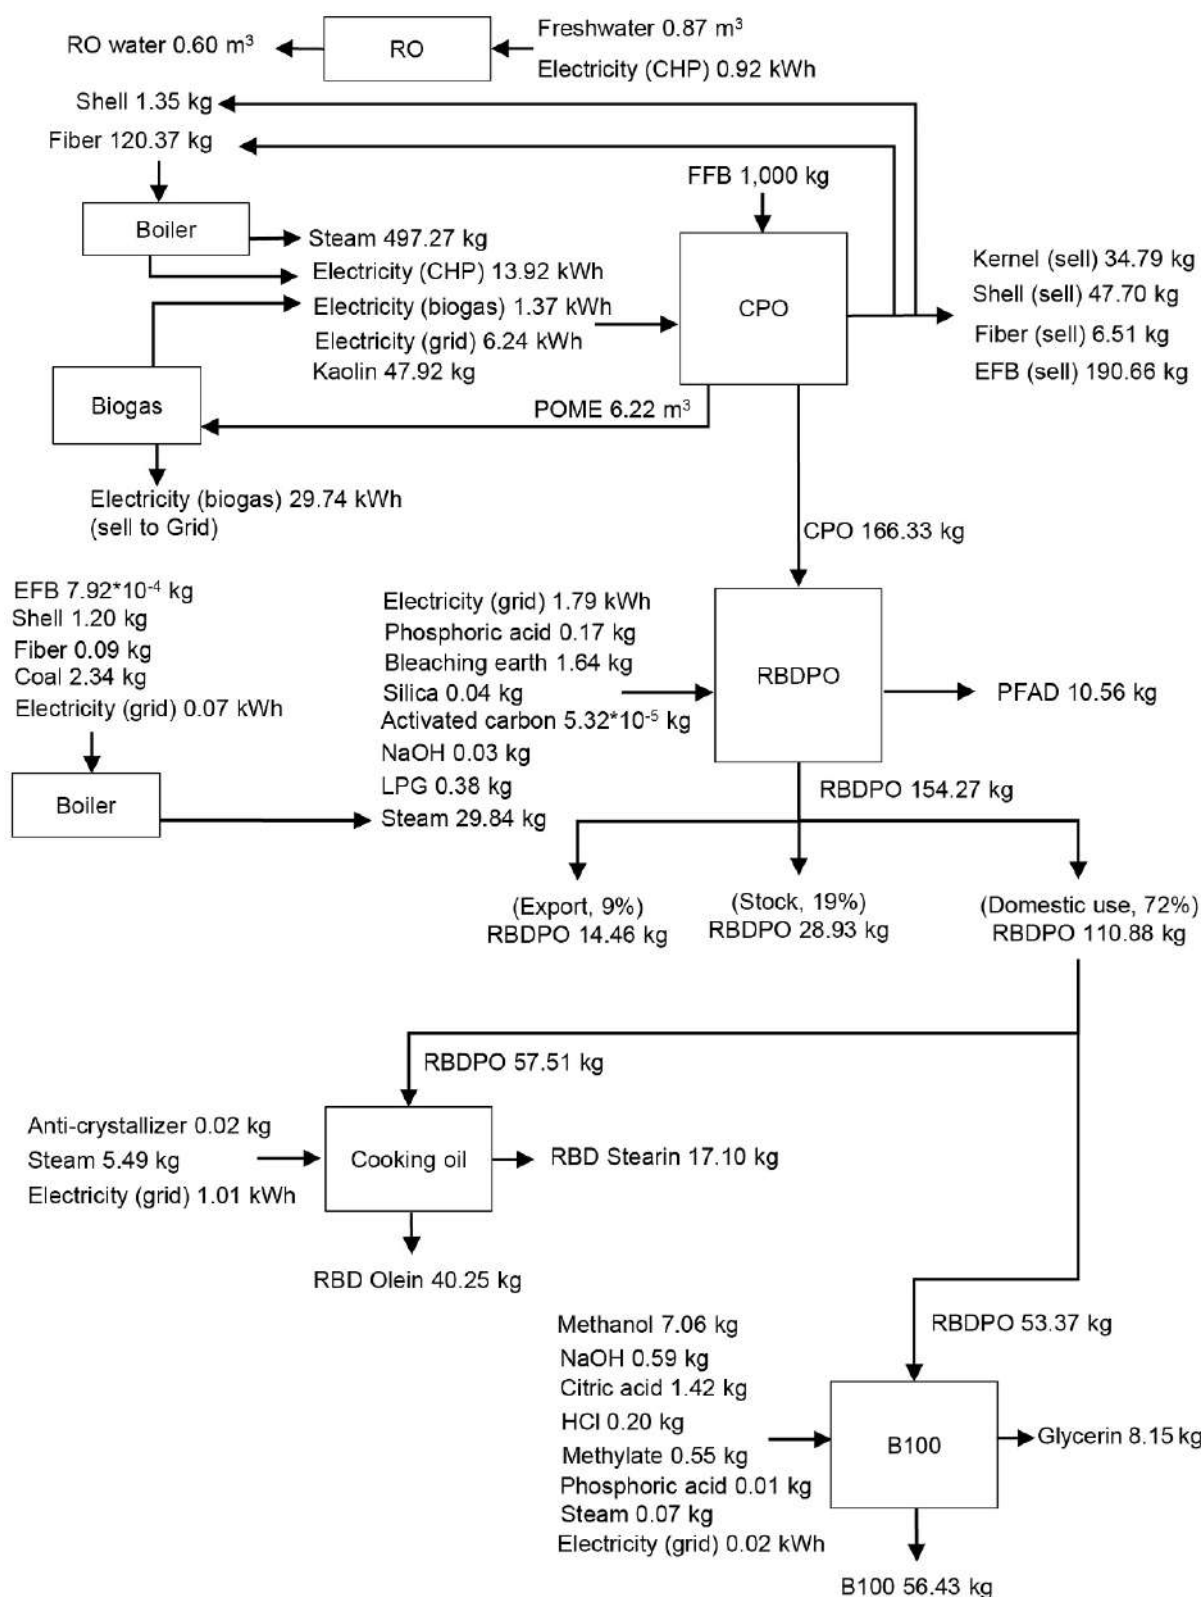 RO water 0.60 m³
RO
Freshwater 0.87 m³
Electricity (CHP) 0.92 kWh
Shell 1.35 kg
Fiber 120.37 kg
Boiler
Steam 497.27 kg
Electricity (CHP) 13.92 kWh
Electricity (biogas) 1.37 kWh
Electricity (grid) 6.24 kWh
Kaolin 47.92 kg
FFB 1,000 kg
CPO
Kernel (sell) 34.79 kg
Shell (sell) 47.70 kg
Fiber (sell) 6.51 kg
EFB (sell) 190.66 kg
Biogas
POME 6.22 m³
Electricity (biogas) 29.74 kWh
(sell to Grid)
CPO 166.33 kg
EFB 7.92*10⁻⁴ kg
Shell 1.20 kg
Fiber 0.09 kg
Coal 2.34 kg
Electricity (grid) 0.07 kWh
Boiler
Electricity (grid) 1.79 kWh
Phosphoric acid 0.17 kg
Bleaching earth 1.64 kg
Silica 0.04 kg
Activated carbon 5.32*10⁻⁵ kg
NaOH 0.03 kg
LPG 0.38 kg
Steam 29.84 kg
RBDPO
PFAD 10.56 kg
RBDPO 154.27 kg
(Export, 9%)
RBDPO 14.46 kg
(Stock, 19%)
RBDPO 28.93 kg
(Domestic use, 72%)
RBDPO 110.88 kg
RBDPO 57.51 kg
Anti-crystallizer 0.02 kg
Steam 5.49 kg
Electricity (grid) 1.01 kWh
Cooking oil
RBD Stearin 17.10 kg
RBD Olein 40.25 kg
RBDPO 53.37 kg
Methanol 7.06 kg
NaOH 0.59 kg
Citric acid 1.42 kg
HCl 0.20 kg
Methylate 0.55 kg
Phosphoric acid 0.01 kg
Steam 0.07 kg
Electricity (grid) 0.02 kWh
B100
Glycerin 8.15 kg
B100 56.43 kg